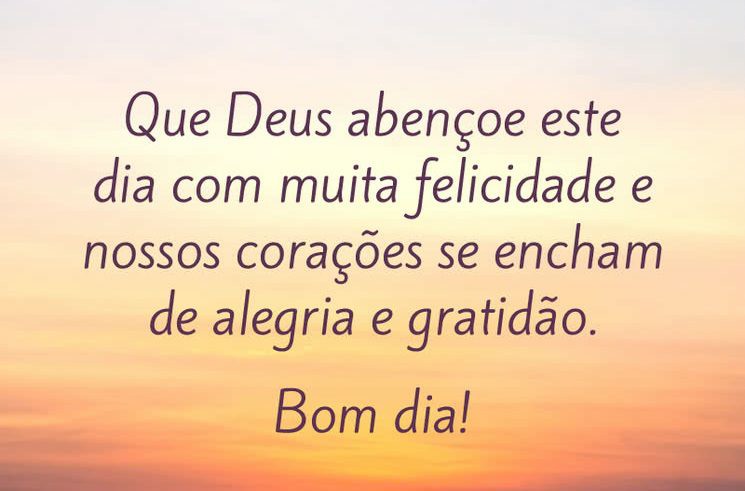 Que Deus abençoe este
dia com muita felicidade e
nossos corações se encham
de alegria e gratidão.
Bom dia!